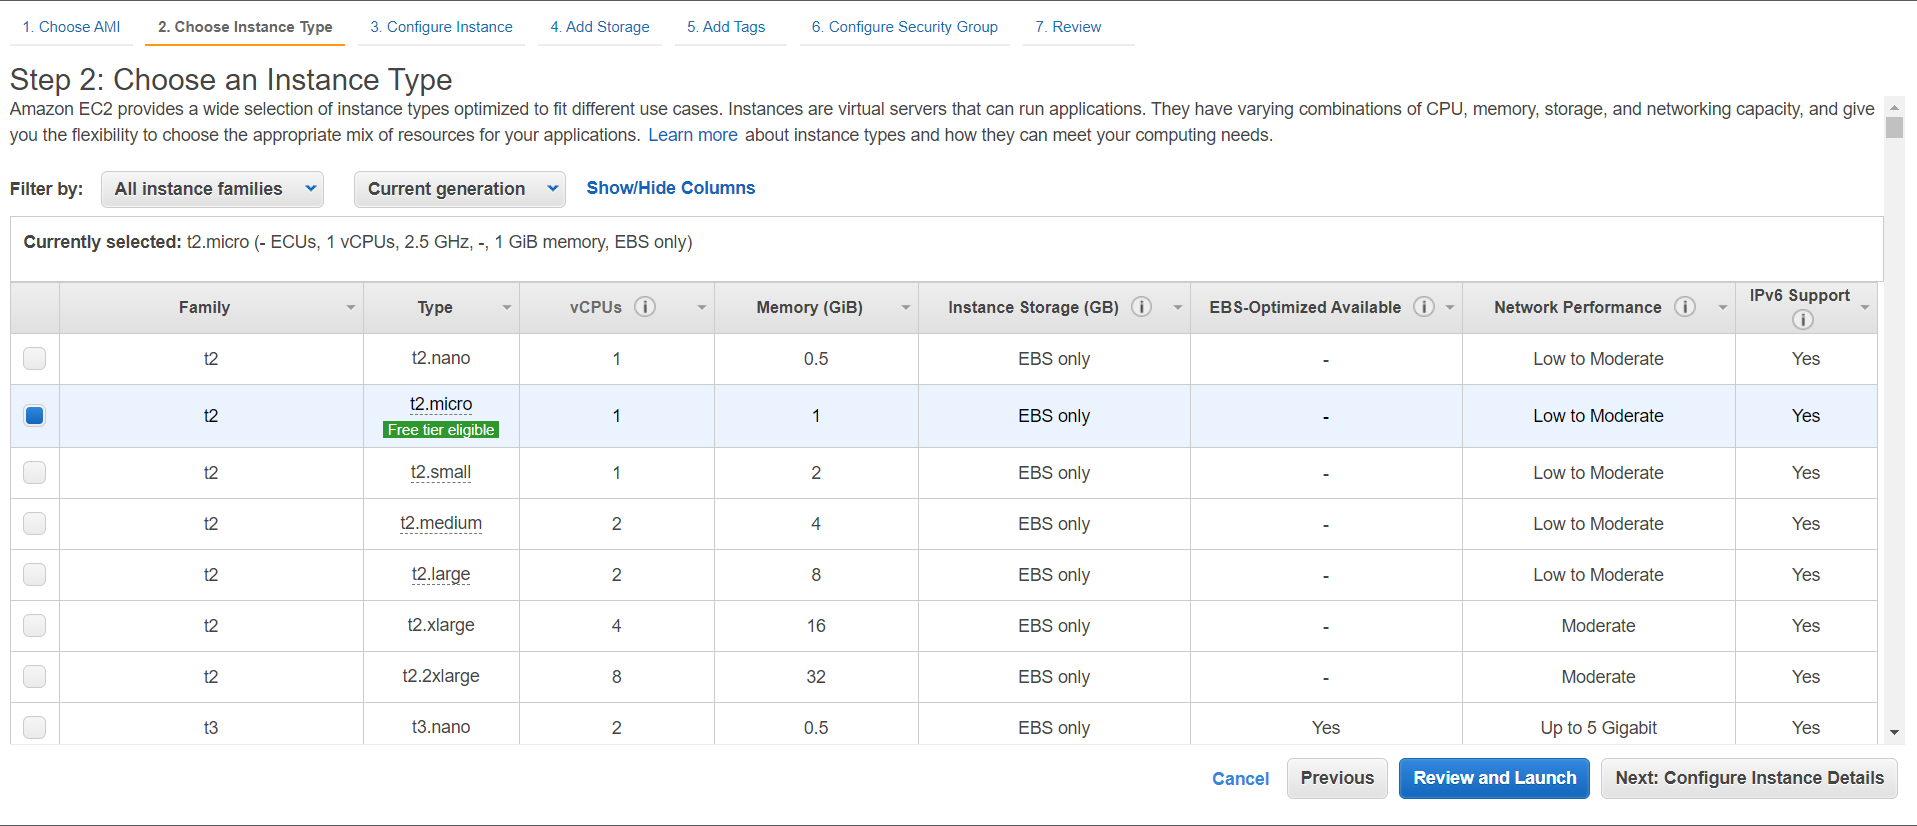 1. Choose AMI 2. Choose Instance Type 3. Configure Instance 4. Add Storage 5. Add Tags 6. Configure Security Group 7. Review
Step 2: Choose an Instance Type
Amazon EC2 provides a wide selection of instance types optimized to fit different use cases. Instances are virtual servers that can run applications. They have varying combinations of CPU, memory, storage, and networking capacity, and give
you the flexibility to choose the appropriate mix of resources for your applications. Learn more about instance types and how they can meet your computing needs.
Filter by: All instance families Current generation Show/Hide Columns
Currently selected: t2.micro (- ECUs, 1 vCPUs, 2.5 GHz, -, 1 GiB memory, EBS only)
Family Type vCPUs i Memory (GiB) Instance Storage (GB) i EBS-Optimized Available i Network Performance i IPv6 Support i
t2 t2.nano 1 0.5 EBS only - Low to Moderate Yes
t2 t2.micro 1 1 EBS only - Low to Moderate Yes
Free tier eligible
t2 t2.small 1 2 EBS only - Low to Moderate Yes
t2 t2.medium 2 4 EBS only - Low to Moderate Yes
t2 t2.large 2 8 EBS only - Low to Moderate Yes
t2 t2.xlarge 4 16 EBS only - Moderate Yes
t2 t2.2xlarge 8 32 EBS only - Moderate Yes
t3 t3.nano 2 0.5 EBS only Yes Up to 5 Gigabit Yes
Cancel Previous Review and Launch Next: Configure Instance Details